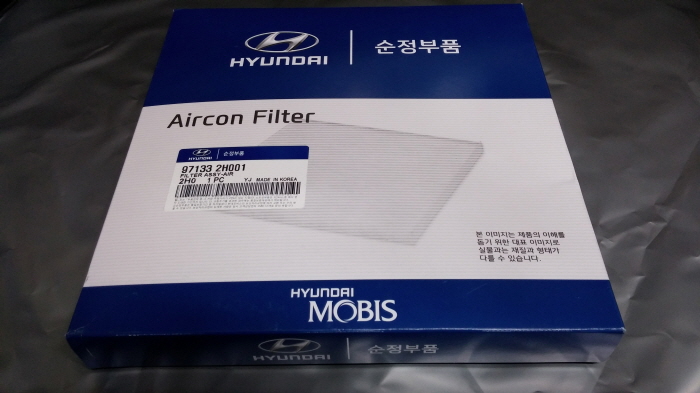 HYUNDAI | 순정부품
Aircon Filter
HYUNDAI 순정부품
97133 2H001
FILTER ASSY-AIR
2H0 1 PC YJ MADE IN KOREA
본 이미지는 제품의 이해를
돕기 위한 대표 이미지로
실물과는 재질과 형태가
다를 수 있습니다.
HYUNDAI
MOBIS
HYUNDAI | 순정부품